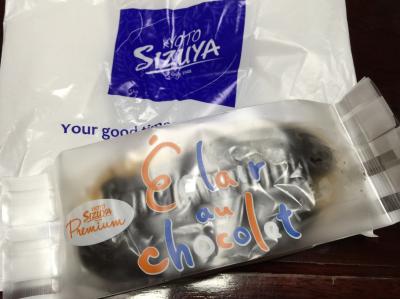 KYOTO
SIZUYA
Your good time
KYOTO
SIZUYA
Premium
Éclair
au
chocolat